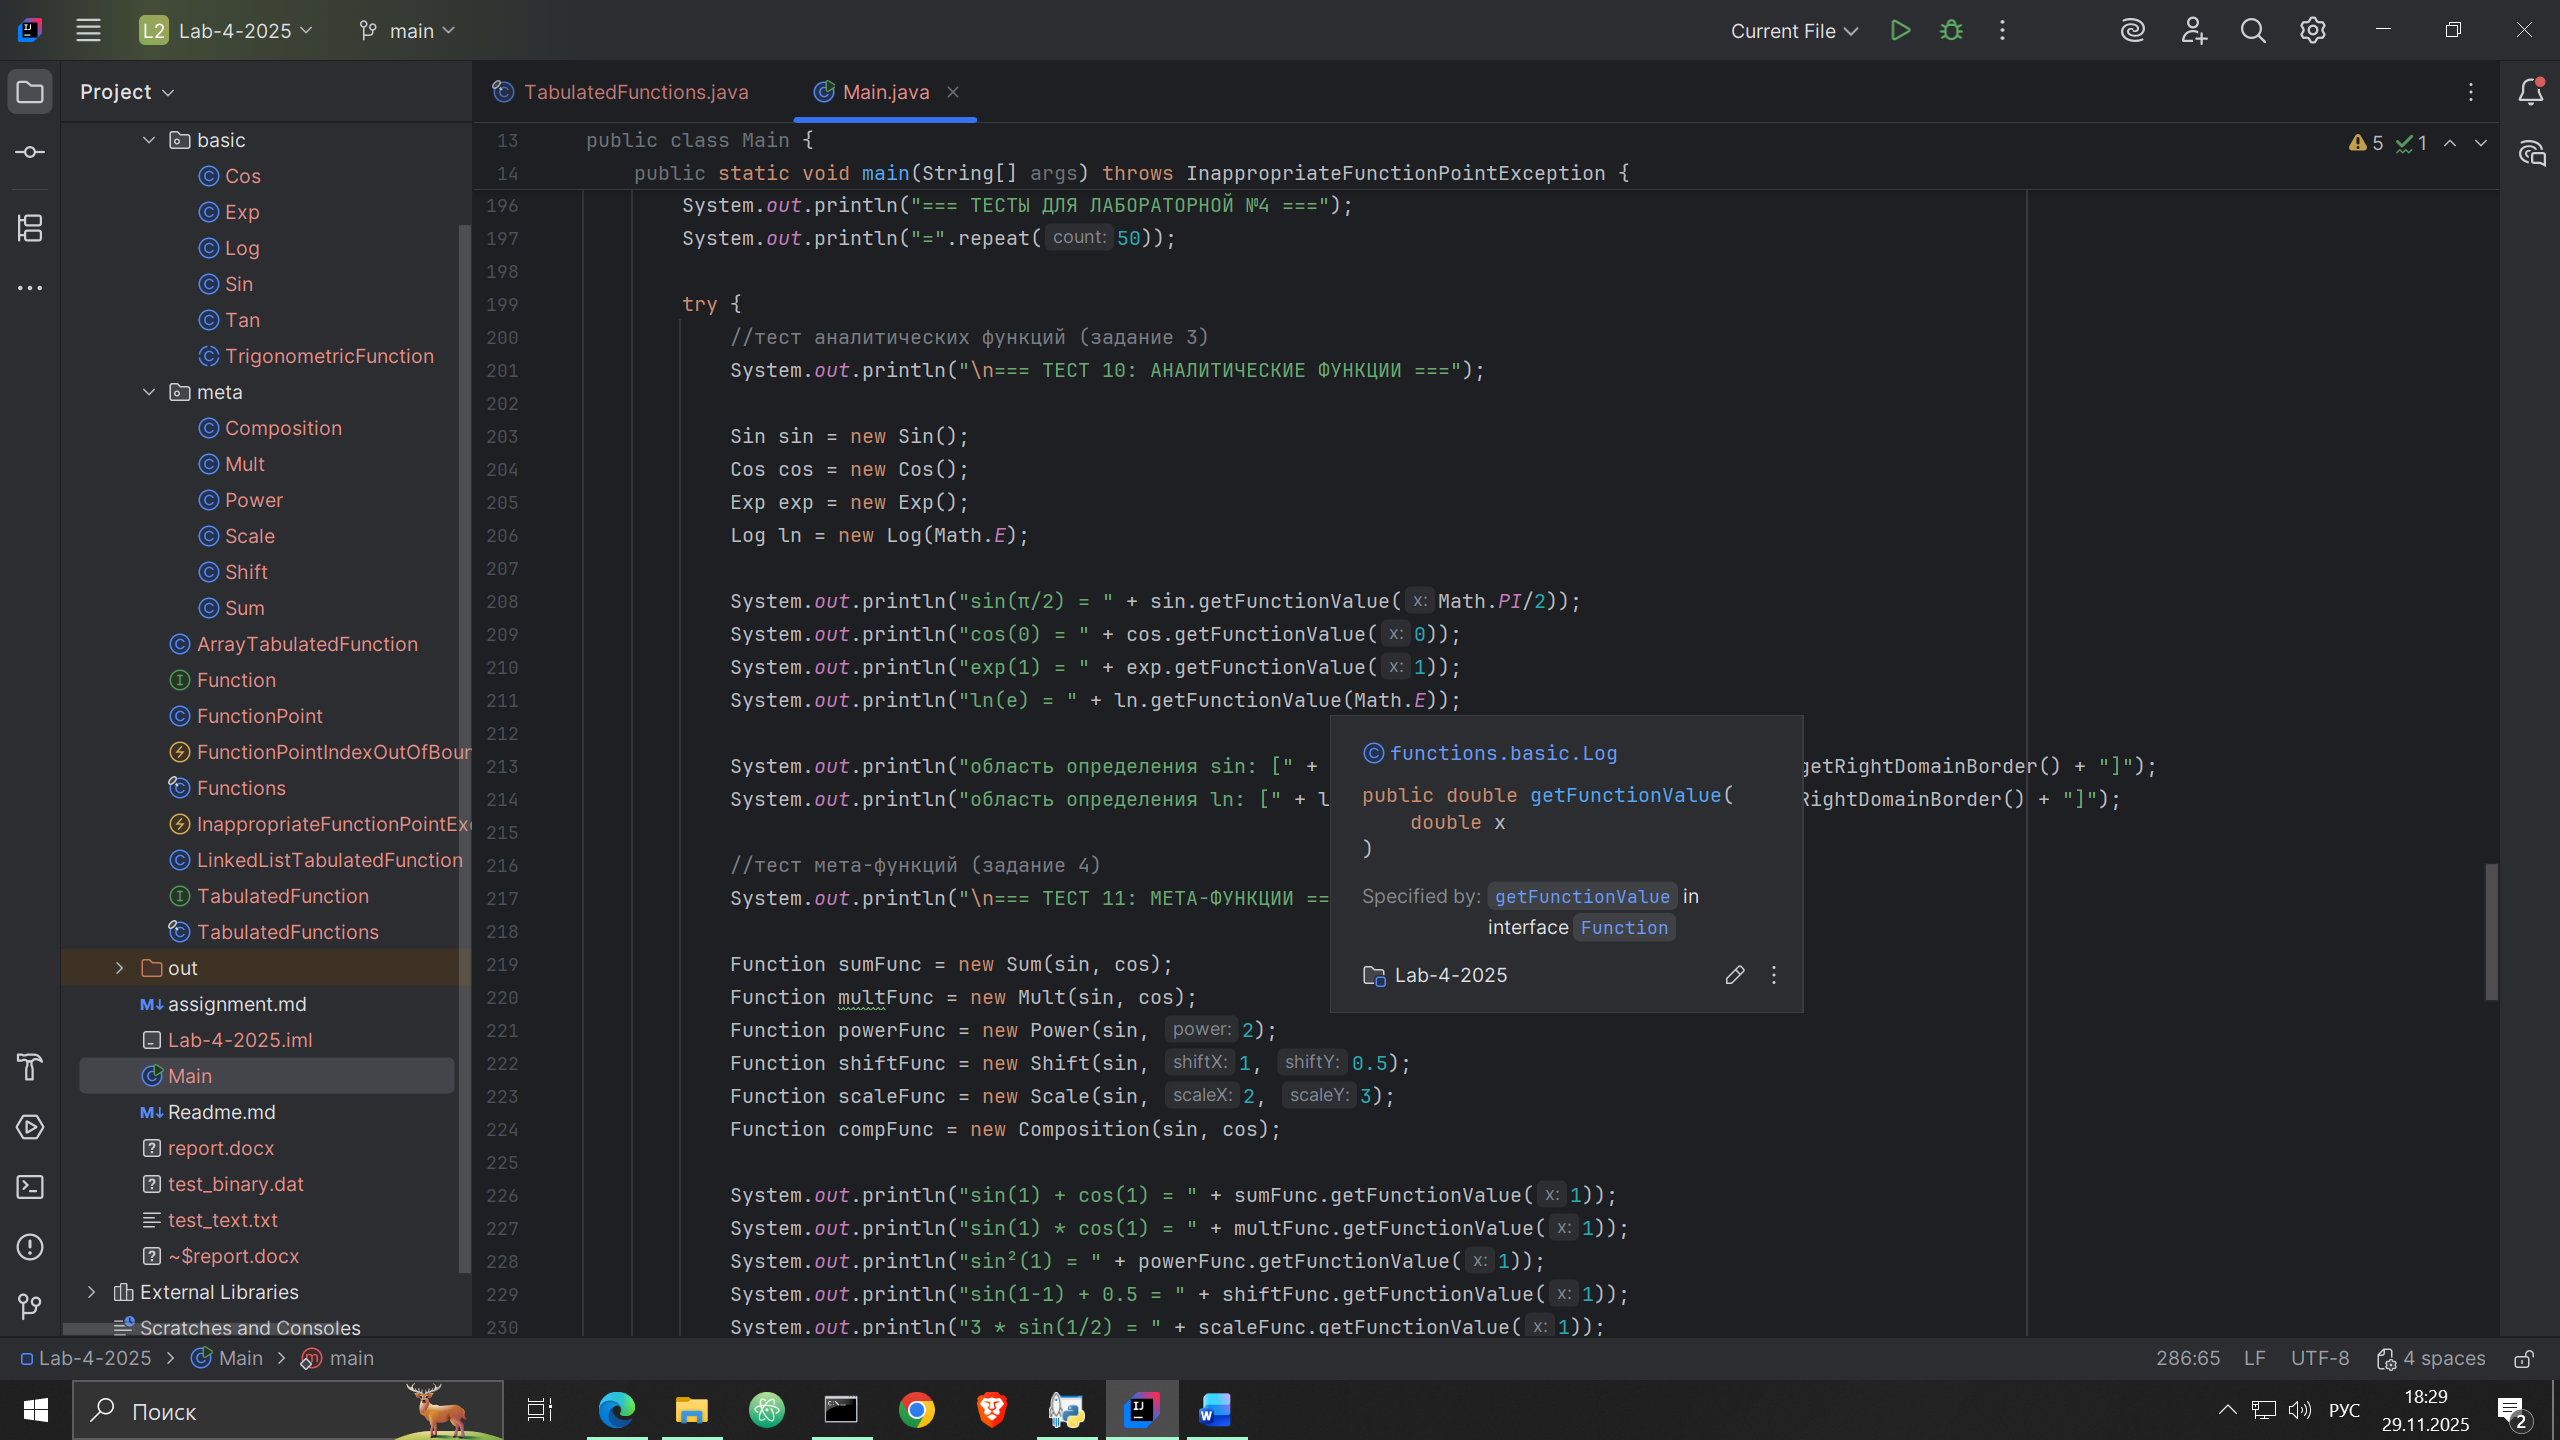 L2 Lab-4-2025 main Current File
Project
TabulatedFunctions.java Main.java
basic
Cos
Exp
Log
Sin
Tan
TrigonometricFunction
meta
Composition
Mult
Power
Scale
Shift
Sum
ArrayTabulatedFunction
Function
FunctionPoint
FunctionPointIndexOutOfBoun
Functions
InappropriateFunctionPointExc
LinkedListTabulatedFunction
TabulatedFunction
TabulatedFunctions
out
assignment.md
Lab-4-2025.iml
Main
Readme.md
report.docx
test_binary.dat
test_text.txt
~$report.docx
External Libraries
Scratches and Consoles
5 1
13 public class Main {
14 public static void main(String[] args) throws InappropriateFunctionPointException {
196 System.out.println("=== ТЕСТЫ ДЛЯ ЛАБОРАТОРНОЙ №4 ===");
197 System.out.println("=".repeat( count: 50));
198
199 try {
200 //тест аналитических функций (задание 3)
201 System.out.println("\n=== ТЕСТ 10: АНАЛИТИЧЕСКИЕ ФУНКЦИИ ===");
202
203 Sin sin = new Sin();
204 Cos cos = new Cos();
205 Exp exp = new Exp();
206 Log ln = new Log(Math.E);
207
208 System.out.println("sin(π/2) = " + sin.getFunctionValue( x: Math.PI/2));
209 System.out.println("cos(0) = " + cos.getFunctionValue( x: 0));
210 System.out.println("exp(1) = " + exp.getFunctionValue( x: 1));
211 System.out.println("ln(e) = " + ln.getFunctionValue(Math.E));
212
213 System.out.println("область определения sin: [" + getRightDomainBorder() + "]");
214 System.out.println("область определения ln: [" + l RightDomainBorder() + "]");
215
216 //тест мета-функций (задание 4)
217 System.out.println("\n=== ТЕСТ 11: МЕТА-ФУНКЦИИ ==
218
219 Function sumFunc = new Sum(sin, cos);
220 Function multFunc = new Mult(sin, cos);
221 Function powerFunc = new Power(sin, power: 2);
222 Function shiftFunc = new Shift(sin, shiftX: 1, shiftY: 0.5);
223 Function scaleFunc = new Scale(sin, scaleX: 2, scaleY: 3);
224 Function compFunc = new Composition(sin, cos);
225
226 System.out.println("sin(1) + cos(1) = " + sumFunc.getFunctionValue( x: 1));
227 System.out.println("sin(1) * cos(1) = " + multFunc.getFunctionValue( x: 1));
228 System.out.println("sin²(1) = " + powerFunc.getFunctionValue( x: 1));
229 System.out.println("sin(1-1) + 0.5 = " + shiftFunc.getFunctionValue( x: 1));
230 System.out.println("3 * sin(1/2) = " + scaleFunc.getFunctionValue( x: 1));
functions.basic.Log
public double getFunctionValue(
double x
)
Specified by: getFunctionValue in
interface Function
Lab-4-2025
Lab-4-2025 Main main 286:65 LF UTF-8 4 spaces
Поиск РУС 18:29
29.11.2025 2